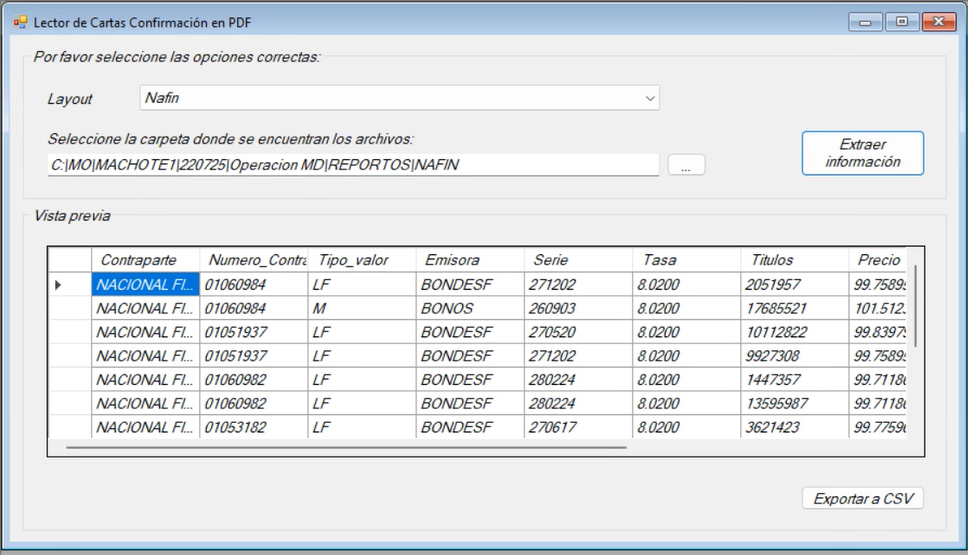 Lector de Cartas Confirmación en PDF
Por favor seleccione las opciones correctas:
Layout Nafin
Seleccione la carpeta donde se encuentran los archivos:
C:\MO\MACHOTE1\220725\Operacion MD\REPORTOS\NAFIN ... Extraer información
Vista previa
Contraparte Numero_Contra Tipo_valor Emisora Serie Tasa Titulos Precio
NACIONAL FI... 01060984 LF BONDESF 271202 8.0200 2051957 99.7589
NACIONAL FI... 01060984 M BONOS 260903 8.0200 17685521 101.512
NACIONAL FI... 01051937 LF BONDESF 270520 8.0200 10112822 99.8397
NACIONAL FI... 01051937 LF BONDESF 271202 8.0200 9927308 99.7589
NACIONAL FI... 01060982 LF BONDESF 280224 8.0200 1447357 99.7118
NACIONAL FI... 01060982 LF BONDESF 280224 8.0200 13595987 99.7118
NACIONAL FI... 01053182 LF BONDESF 270617 8.0200 3621423 99.7759
Exportar a CSV